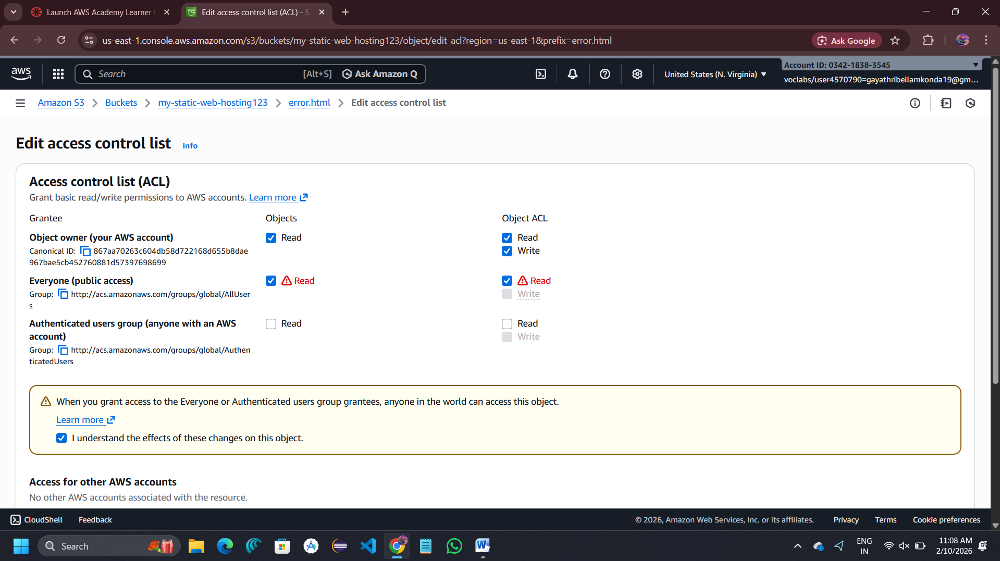 Launch AWS Academy Learner
Edit access control list (ACL) - S
us-east-1.console.aws.amazon.com/s3/buckets/my-static-web-hosting123/object/edit_acl?region=us-east-1&prefix=error.html
Ask Google
aws
Search [Alt+S] Ask Amazon Q
United States (N. Virginia)
Account ID: 0342-1838-3545
voclabs/user4570790=gayathribellamkonda19@gm...
Amazon S3 > Buckets > my-static-web-hosting123 > error.html > Edit access control list
Edit access control list Info
Access control list (ACL)
Grant basic read/write permissions to AWS accounts. Learn more
Grantee Objects Object ACL
Object owner (your AWS account) Read Read
Canonical ID: 867aa70263c604db58d722168d655b8dae Write
967bae5cb452760881d57397698699
Everyone (public access) Read Read
Group: http://acs.amazonaws.com/groups/global/AllUser Write
s
Authenticated users group (anyone with an AWS Read Read
account) Write
Group: http://acs.amazonaws.com/groups/global/Authen
ticatedUsers
When you grant access to the Everyone or Authenticated users group grantees, anyone in the world can access this object.
Learn more
I understand the effects of these changes on this object.
Access for other AWS accounts
No other AWS accounts associated with the resource.
CloudShell Feedback © 2026, Amazon Web Services, Inc. or its affiliates. Privacy Terms Cookie preferences
Search
ENG
IN
11:08 AM
2/10/2026